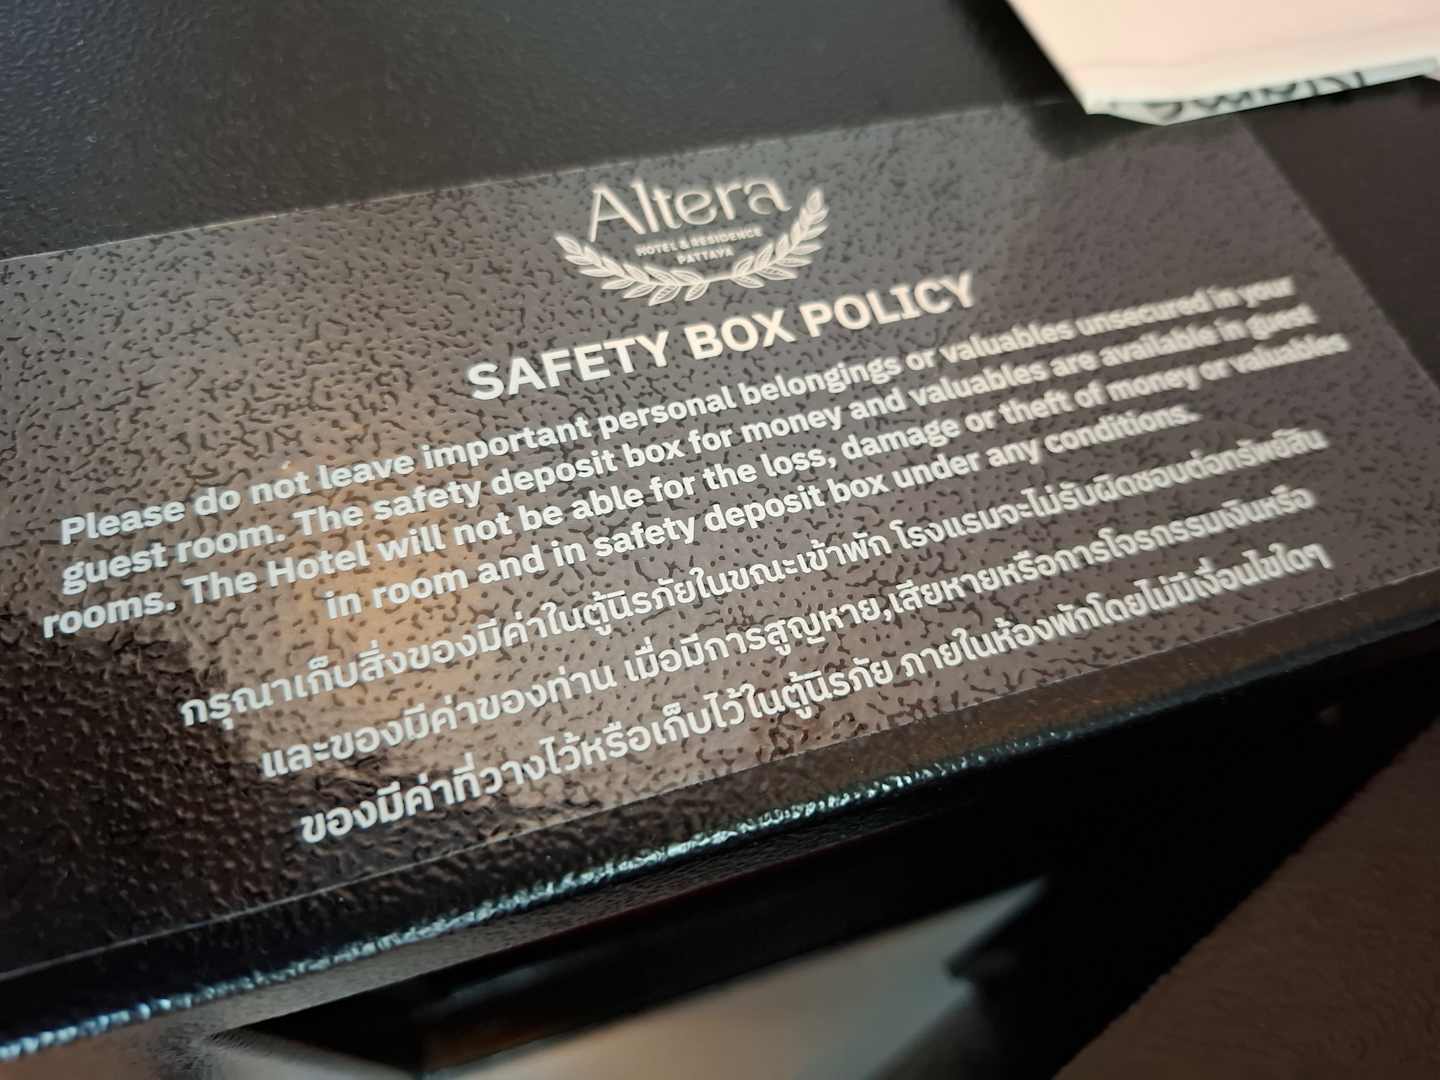 Altera
HOTEL & RESIDENCE
PATTAYA
SAFETY BOX POLICY
Please do not leave important personal belongings or valuables unsecured in your
guest room. The safety deposit box for money and valuables are available in guest
rooms. The Hotel will not be able for the loss, damage or theft of money or valuables
in room and in safety deposit box under any conditions.
กรุณาเก็บสิ่งของมีค่าในตู้นิรภัยในขณะเข้าพัก โรงแรมจะไม่รับผิดชอบต่อทรัพย์สิน
และของมีค่าของท่าน เมื่อมีการสูญหาย,เสียหายหรือการโจรกรรมเงินหรือ
ของมีค่าที่วางไว้หรือเก็บไว้ในตู้นิรภัย ภายในห้องพักโดยไม่มีเงื่อนไขใดๆ